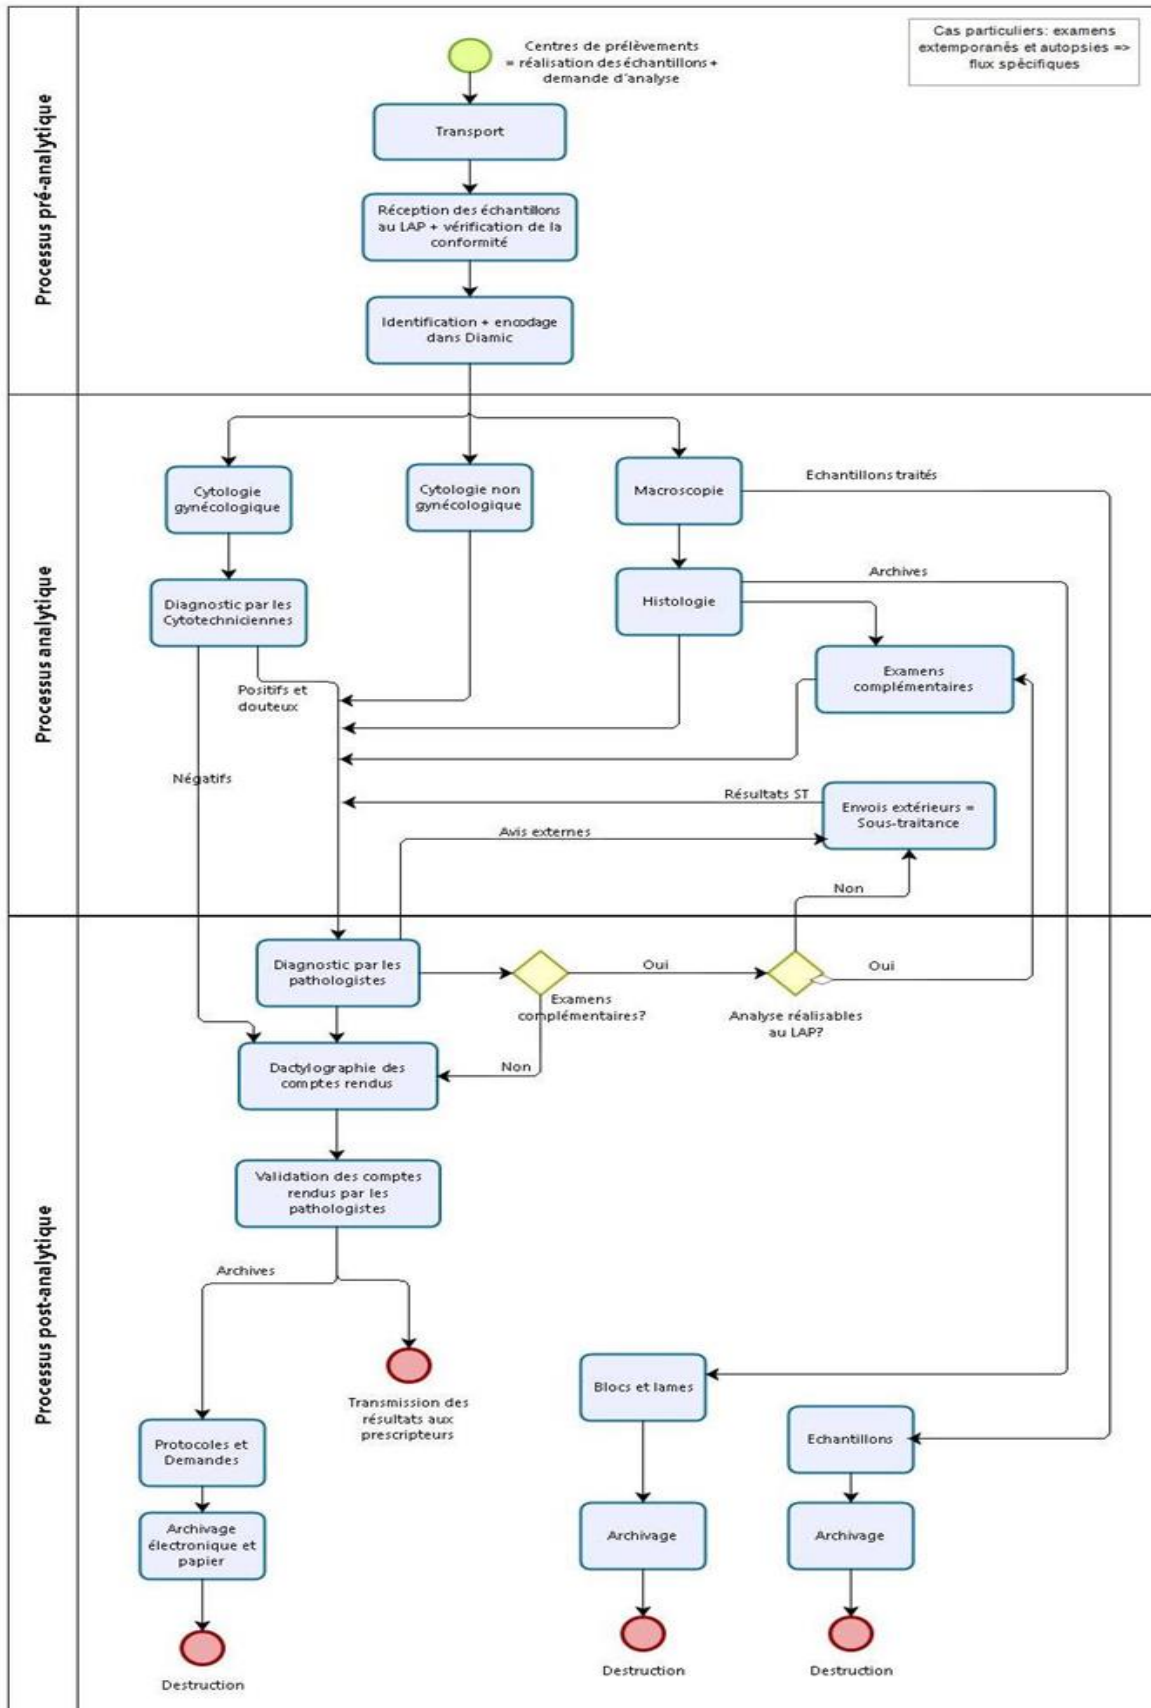 Cas particuliers: examens
extemporanés et autopsies =>
flux spécifiques
Centres de prélèvements
= réalisation des échantillons +
demande d'analyse
Processus pré-analytique
Transport
Réception des échantillons
au LAP + vérification de la
conformité
Identification + encodage
dans Diamic
Processus analytique
Cytologie
gynécologique
Cytologie non
gynécologique
Macroscopie
Echantillons traités
Diagnostic par les
Cytotechniciennes
Histologie
Archives
Examens
complémentaires
Positifs et
douteux
Négatifs
Résultats ST
Envois extérieurs =
Sous-traitance
Avis externes
Non
Processus post-analytique
Diagnostic par les
pathologistes
Oui
Oui
Examens
complémentaires?
Analyse réalisables
au LAP?
Non
Dactylographie des
comptes rendus
Validation des comptes
rendus par les
pathologistes
Archives
Transmission des
résultats aux
prescripteurs
Blocs et lames
Protocoles et
Demandes
Echantillons
Archivage
électronique et
papier
Archivage
Archivage
Destruction
Destruction
Destruction